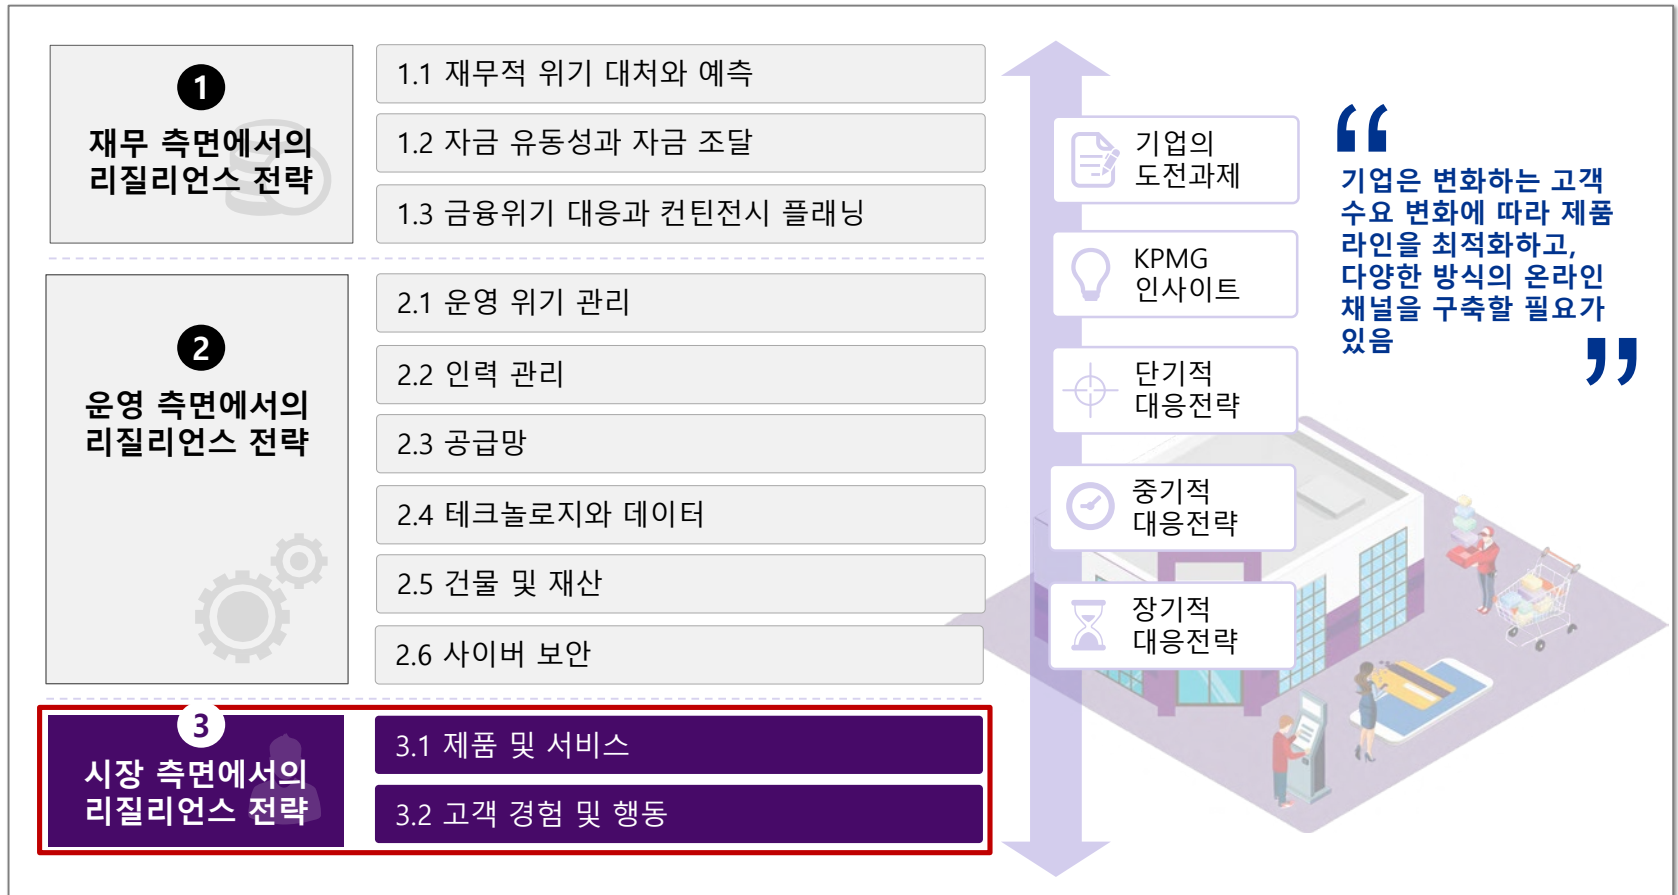 1
재무 측면에서의
리질리언스 전략
1.1 재무적 위기 대처와 예측
1.2 자금 유동성과 자금 조달
1.3 금융위기 대응과 컨틴전시 플래닝
2
운영 측면에서의
리질리언스 전략
2.1 운영 위기 관리
2.2 인력 관리
2.3 공급망
2.4 테크놀로지와 데이터
2.5 건물 및 재산
2.6 사이버 보안
3
시장 측면에서의
리질리언스 전략
3.1 제품 및 서비스
3.2 고객 경험 및 행동
기업의
도전과제
KPMG
인사이트
단기적
대응전략
중기적
대응전략
장기적
대응전략
“
기업은 변화하는 고객
수요 변화에 따라 제품
라인을 최적화하고,
다양한 방식의 온라인
채널을 구축할 필요가
있음
”